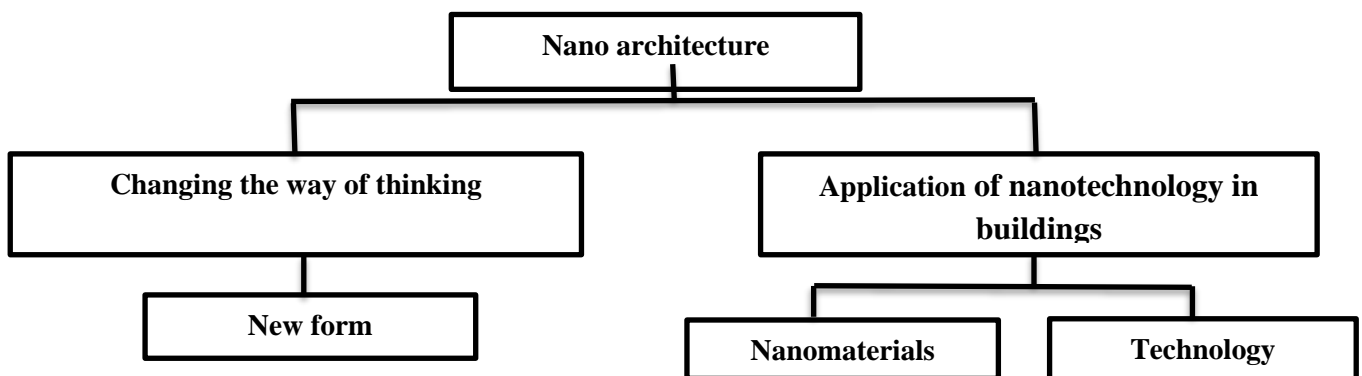 Nano architecture
Changing the way of thinking
Application of nanotechnology in
buildings
New form
Nanomaterials
Technology